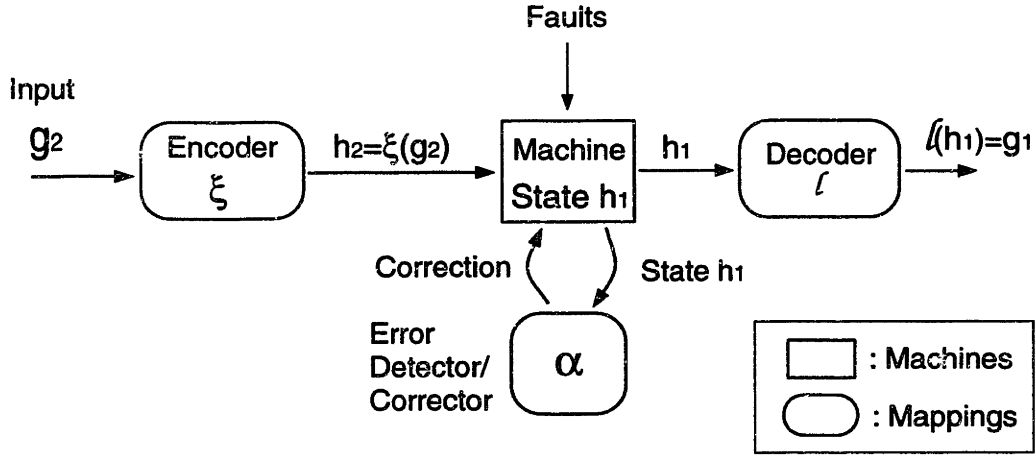 Fauits
Input
g2
Encoder
ξ
h2=ξ(g2)
Machine
State h1
h1
Decoder
ℓ
ℓ(h1)=g1
Correction
State h1
Error
Detector/
Corrector
α
: Machines
: Mappings